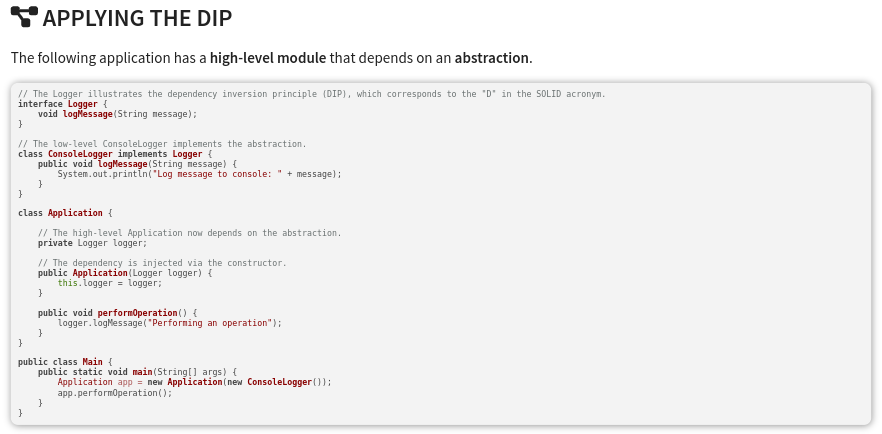 APPLYING THE DIP
The following application has a high-level module that depends on an abstraction.
// The Logger illustrates the dependency inversion principle (DIP), which corresponds to the "D" in the SOLID acronym.
interface Logger {
    void logMessage(String message);
}

// The low-level ConsoleLogger implements the abstraction.
class ConsoleLogger implements Logger {
    public void logMessage(String message) {
        System.out.println("Log message to console: " + message);
    }
}

class Application {

    // The high-level Application now depends on the abstraction.
    private Logger logger;

    // The dependency is injected via the constructor.
    public Application(Logger logger) {
        this.logger = logger;
    }

    public void performOperation() {
        logger.logMessage("Performing an operation");
    }
}

public class Main {
    public static void main(String[] args) {
        Application app = new Application(new ConsoleLogger());
        app.performOperation();
    }
}